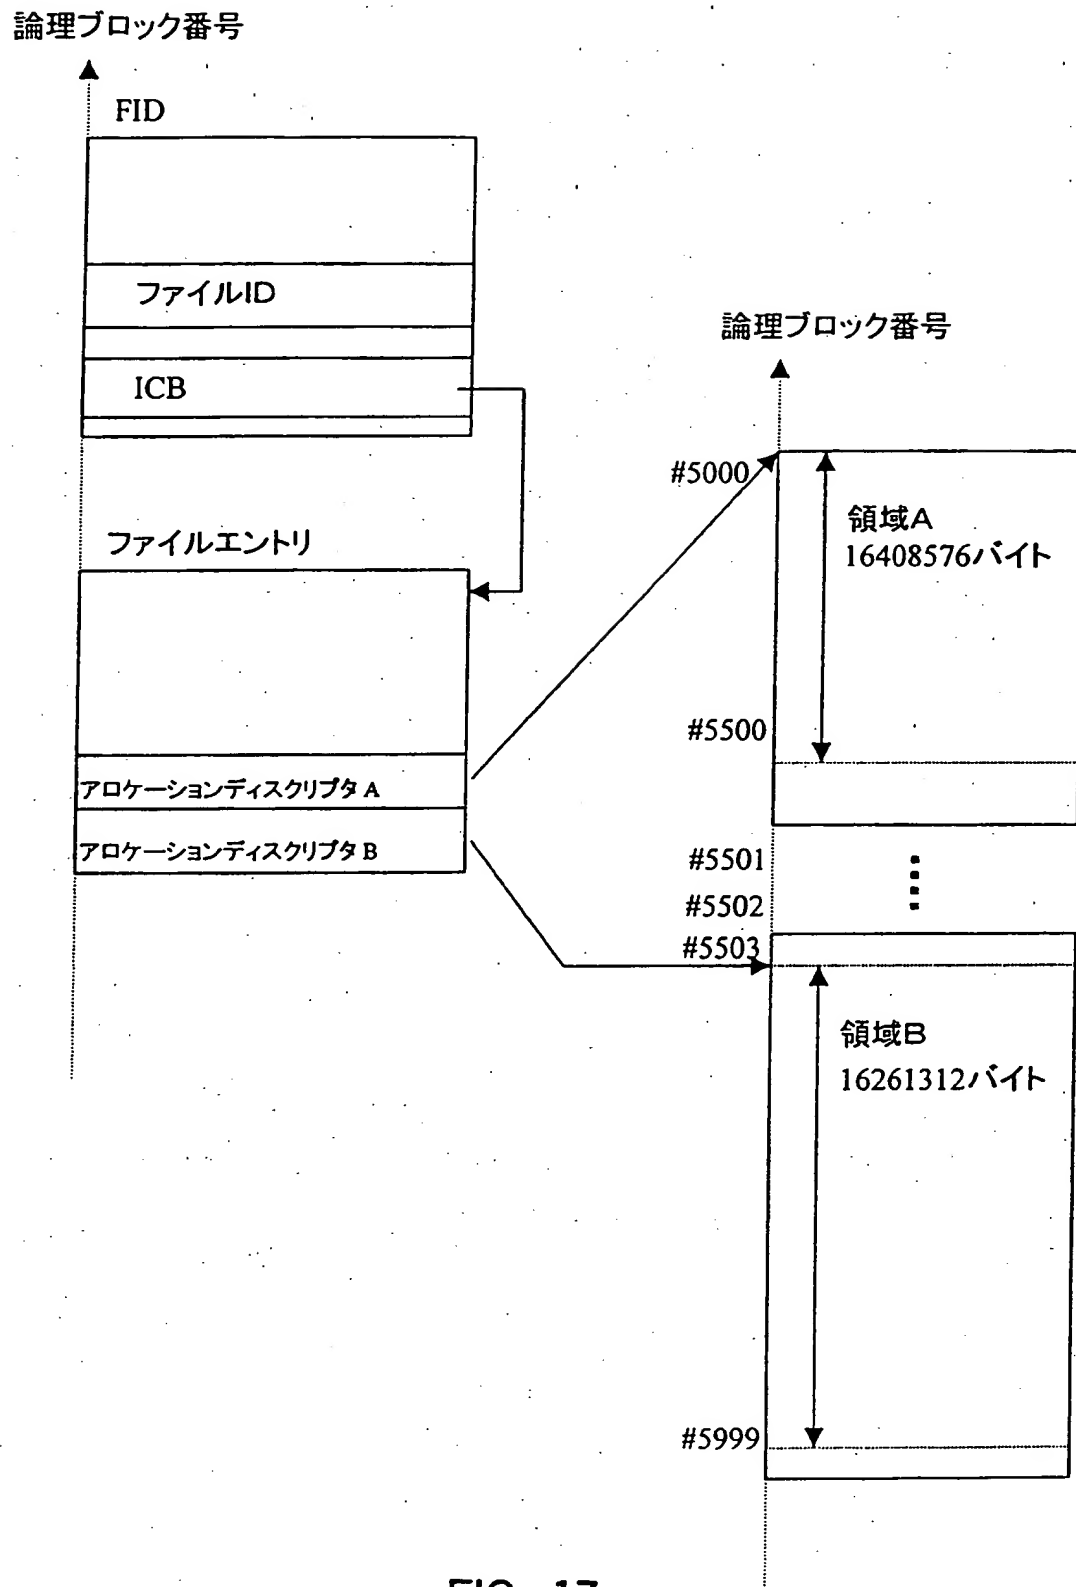 論理ブロック番号
FID
ファイルID
ICB
ファイルエントリ
アロケーションディスクリプタ A
アロケーションディスクリプタ B
論理ブロック番号
#5000
領域A
16408576バイト
#5500
#5501
#5502
#5503
領域B
16261312バイト
#5999